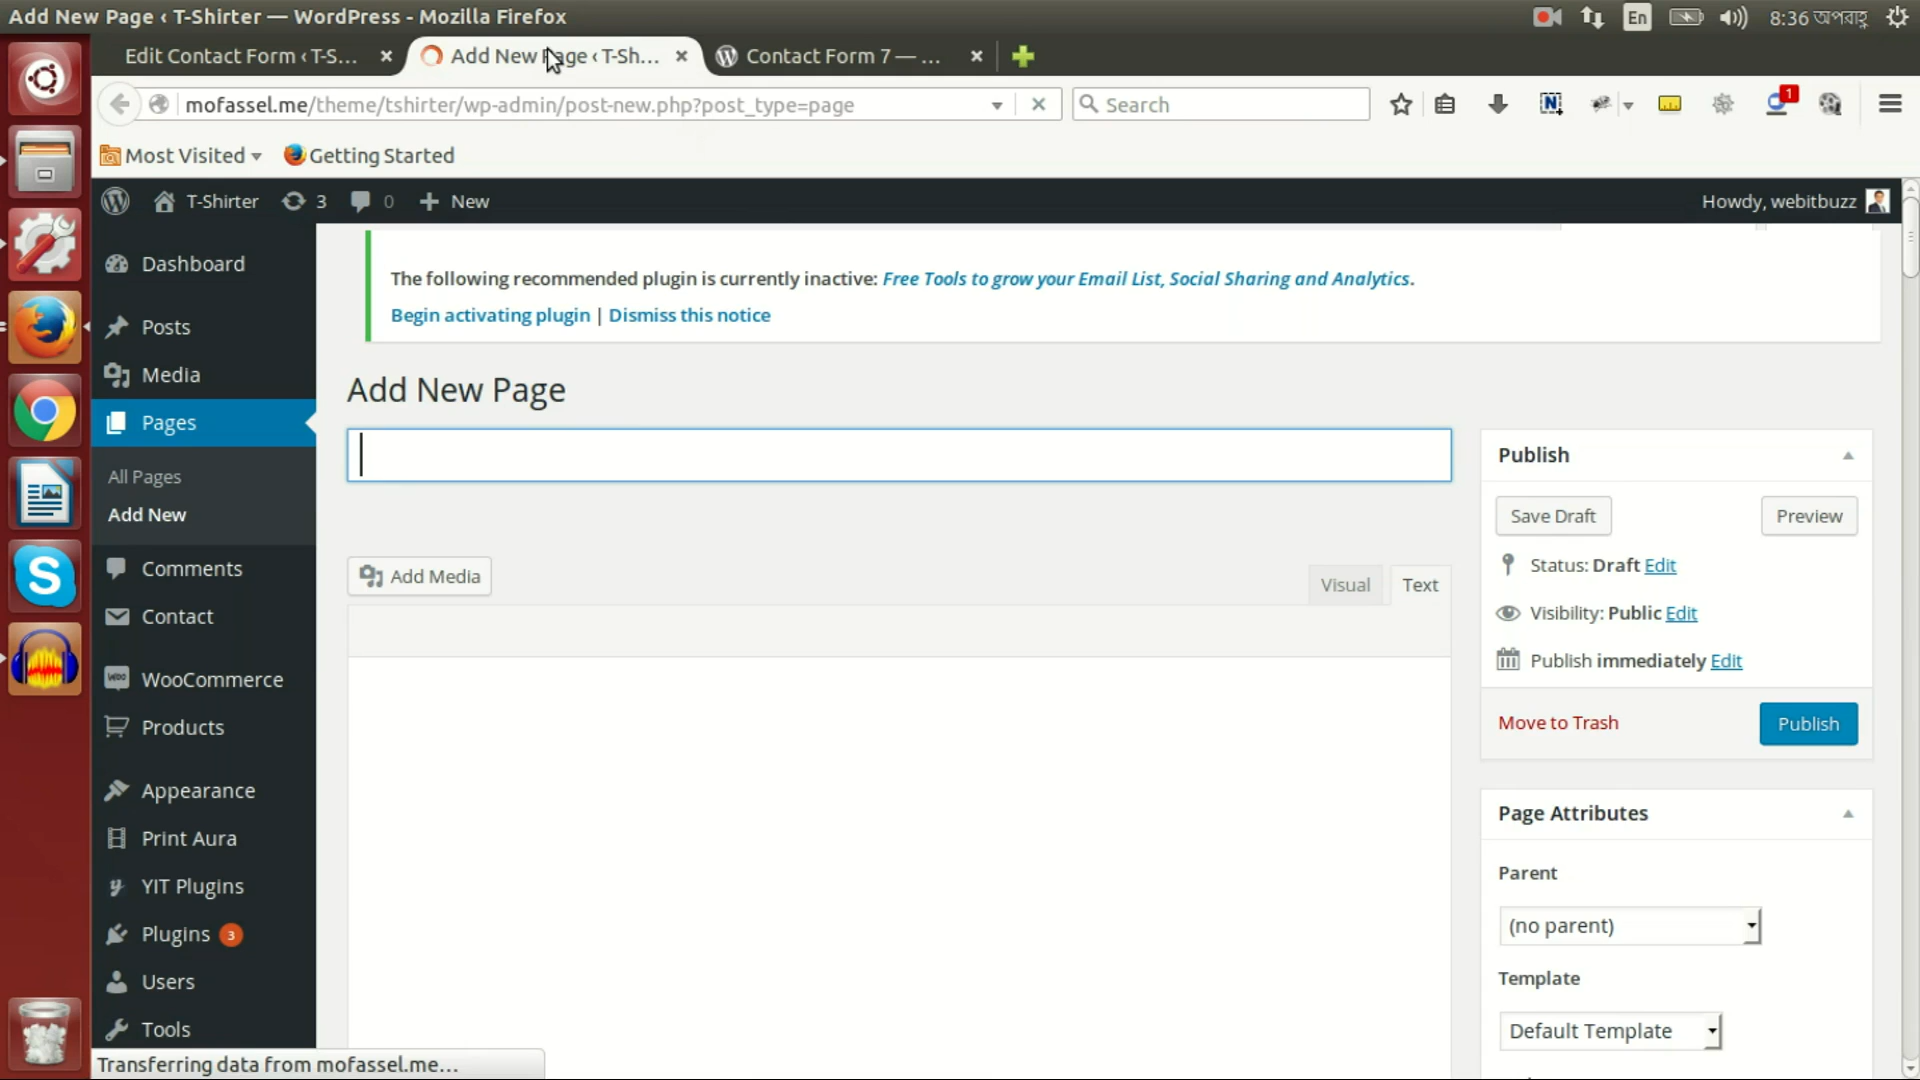 Add New Page ‹ T-Shirter — WordPress - Mozilla Firefox
En
8:36 অপরাহ্ণ
Edit Contact Form ‹ T-S...
Add New Page ‹ T-Sh...
Contact Form 7 — ...
mofassel.me/theme/tshirter/wp-admin/post-new.php?post_type=page
Search
1
Most Visited
Getting Started
T-Shirter
3
0
New
Howdy, webitbuzz
Dashboard
Posts
Media
Pages
All Pages
Add New
Comments
Contact
WooCommerce
Products
Appearance
Print Aura
YIT Plugins
Plugins 3
Users
Tools
The following recommended plugin is currently inactive: Free Tools to grow your Email List, Social Sharing and Analytics.
Begin activating plugin | Dismiss this notice
Add New Page
Add Media
Visual
Text
Publish
Save Draft
Preview
Status: Draft Edit
Visibility: Public Edit
Publish immediately Edit
Move to Trash
Publish
Page Attributes
Parent
(no parent)
Template
Default Template
Transferring data from mofassel.me...